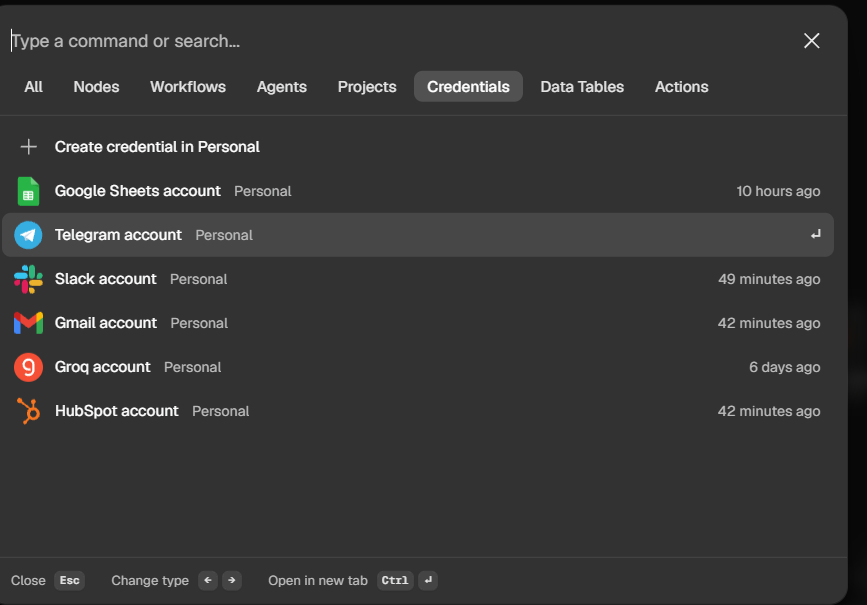 Type a command or search...
All Nodes Workflows Agents Projects Credentials Data Tables Actions
Create credential in Personal
Google Sheets account Personal 10 hours ago
Telegram account Personal
Slack account Personal 49 minutes ago
Gmail account Personal 42 minutes ago
Groq account Personal 6 days ago
HubSpot account Personal 42 minutes ago
Close Esc Change type ← → Open in new tab Ctrl ↵